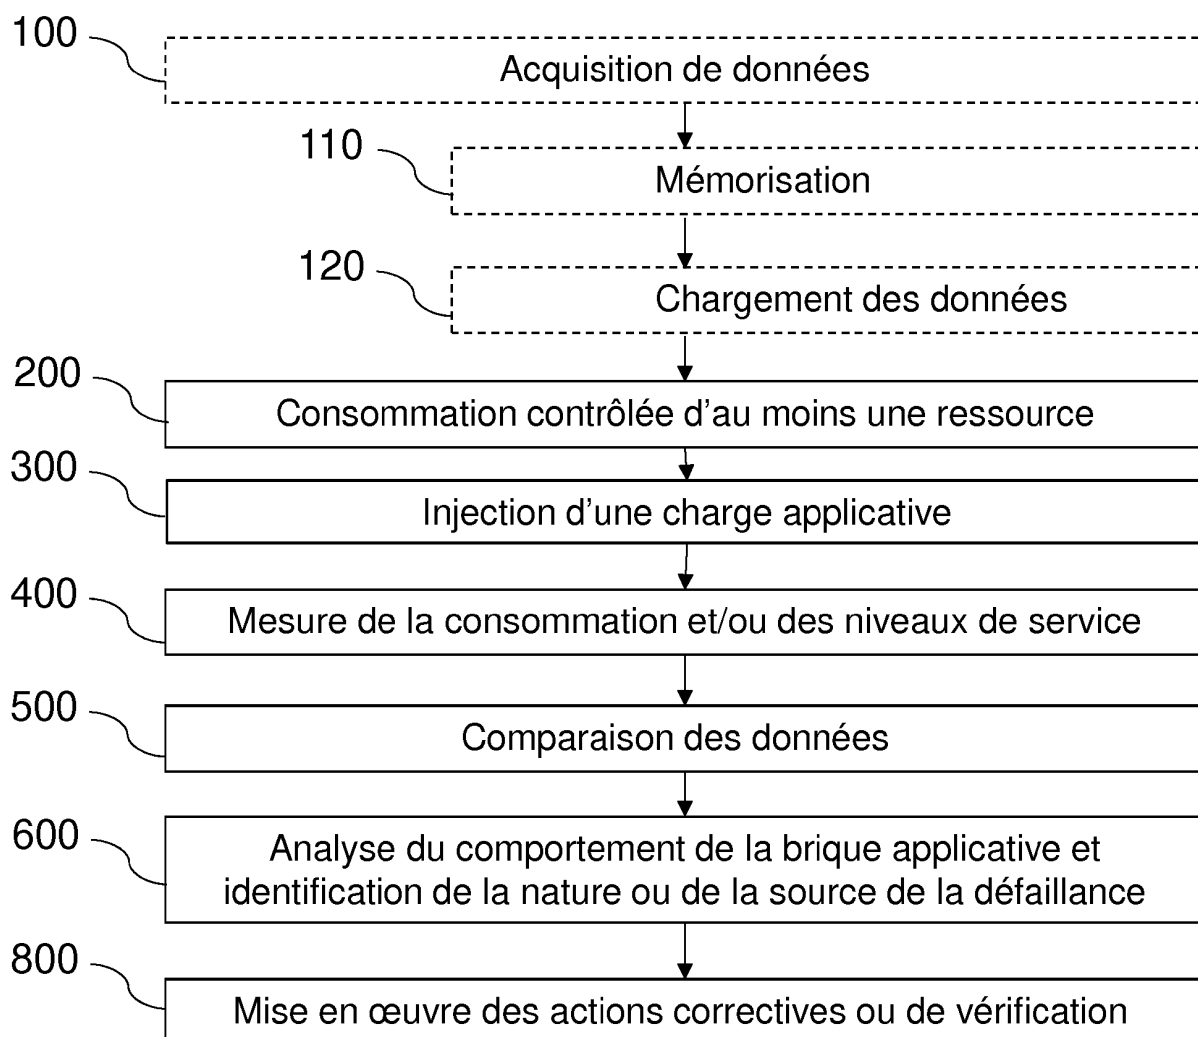 100
Acquisition de données
110
Mémorisation
120
Chargement des données
200
Consommation contrôlée d'au moins une ressource
300
Injection d'une charge applicative
400
Mesure de la consommation et/ou des niveaux de service
500
Comparaison des données
600
Analyse du comportement de la brique applicative et
identification de la nature ou de la source de la défaillance
800
Mise en œuvre des actions correctives ou de vérification